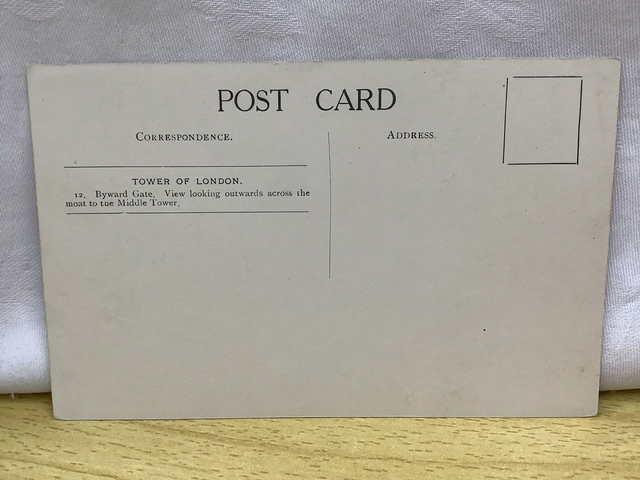 POST CARD
CORRESPONDENCE.
ADDRESS.
TOWER OF LONDON.
12. Byward Gate. View looking outwards across the
moat to the Middle Tower.